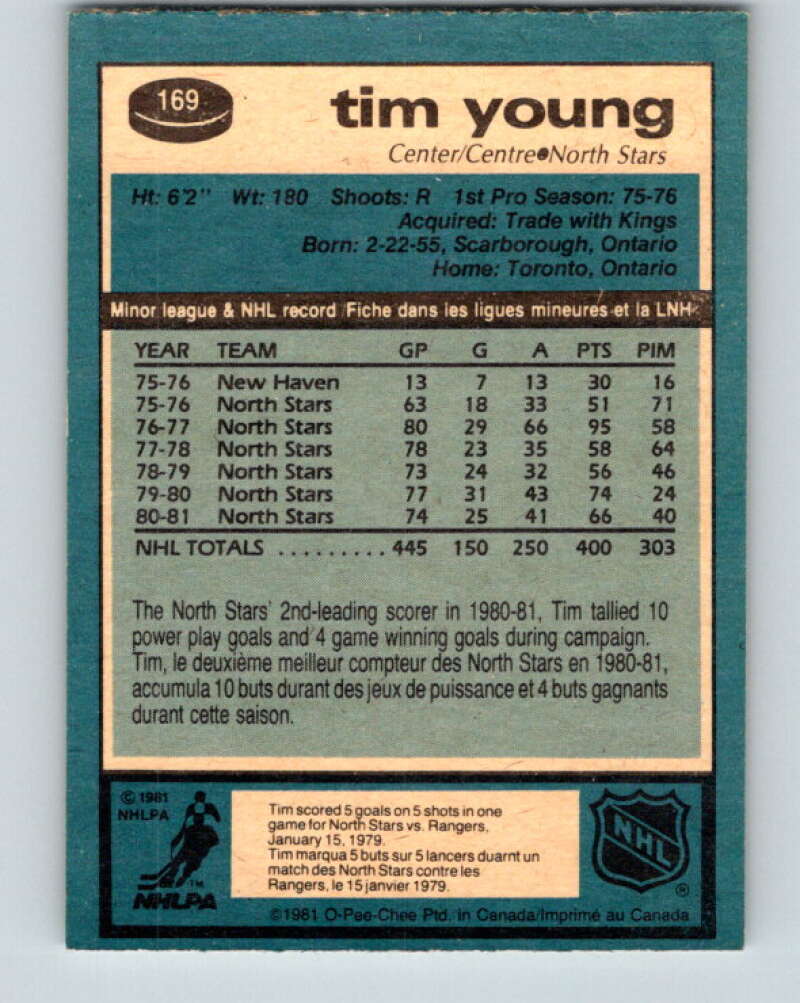 169
tim young
Center/Centre●North Stars
Ht: 6'2" Wt: 180 Shoots: R 1st Pro Season: 75-76
Acquired: Trade with Kings
Born: 2-22-55, Scarborough, Ontario
Home: Toronto, Ontario
Minor league & NHL record/Fiche dans les ligues mineures et la LNH
YEAR TEAM GP G A PTS PIM
75-76 New Haven 13 7 13 30 16
75-76 North Stars 63 18 33 51 71
76-77 North Stars 80 29 66 95 58
77-78 North Stars 78 23 35 58 64
78-79 North Stars 73 24 32 56 46
79-80 North Stars 77 31 43 74 24
80-81 North Stars 74 25 41 66 40
NHL TOTALS ......... 445 150 250 400 303
The North Stars' 2nd-leading scorer in 1980-81, Tim tallied 10
power play goals and 4 game winning goals during campaign.
Tim, le deuxième meilleur compteur des North Stars en 1980-81,
accumula 10 buts durant des jeux de puissance et 4 buts gagnants
durant cette saison.
© 1981
NHLPA
Tim scored 5 goals on 5 shots in one
game for North Stars vs. Rangers,
January 15, 1979.
Tim marqua 5 buts sur 5 lancers duarnt un
match des North Stars contre les
Rangers, le 15 janvier 1979.
NHL
®
TM
NHLPA
©1981 O-Pee-Chee Ptd. in Canada/Imprimé au Canada